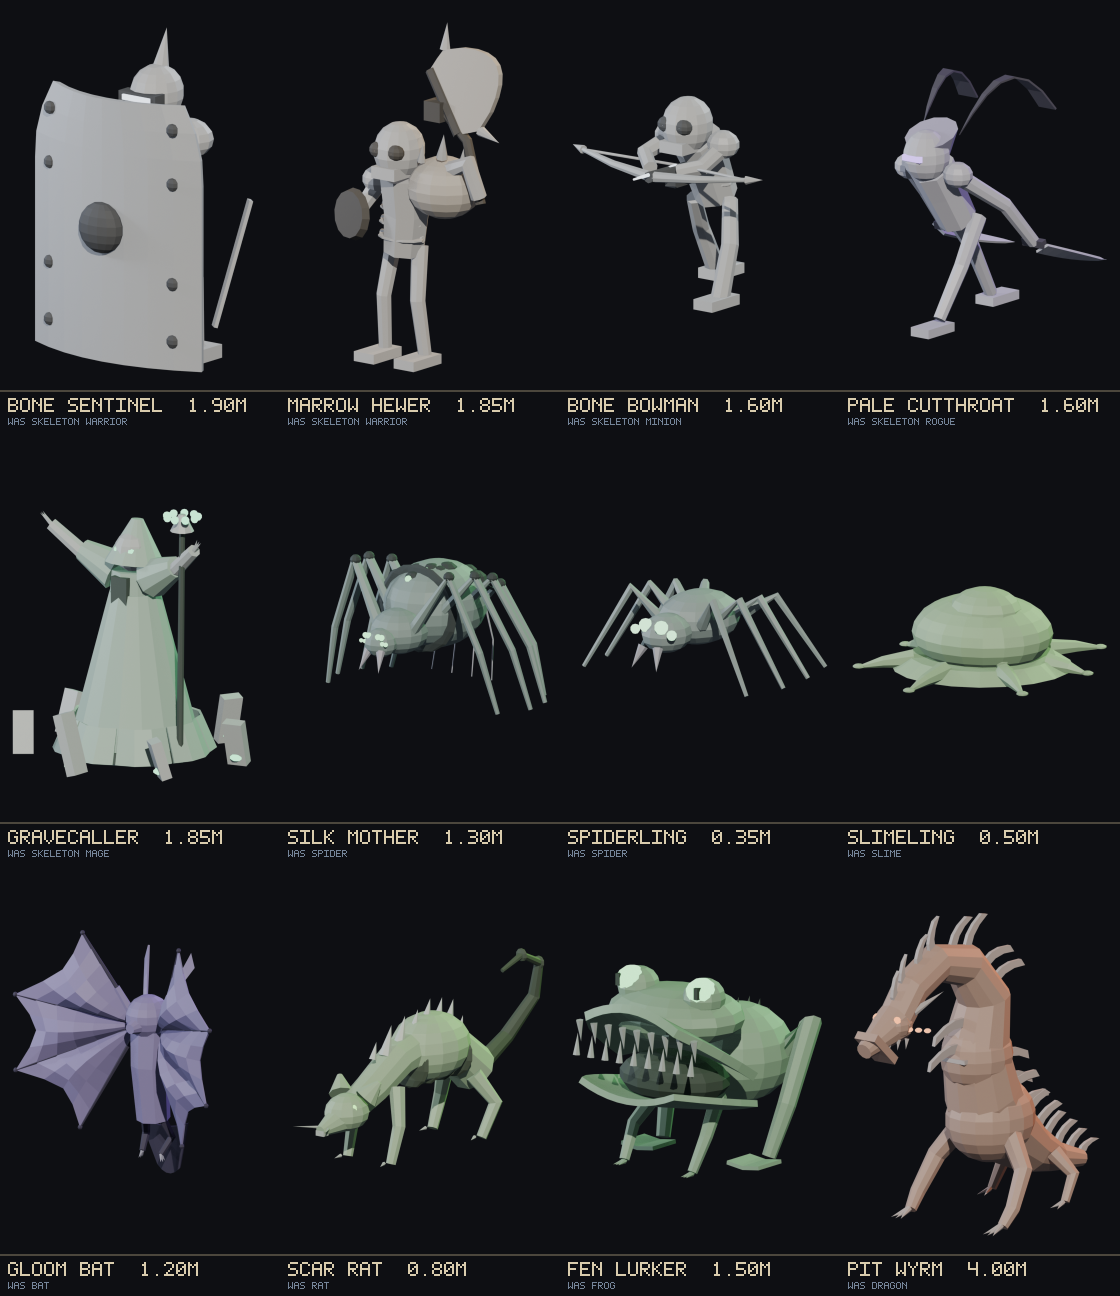 BONE SENTINEL 1.90M
WAS SKELETON WARRIOR
MARROW HEWER 1.85M
WAS SKELETON WARRIOR
BONE BOWMAN 1.60M
WAS SKELETON MINION
PALE CUTTHROAT 1.60M
WAS SKELETON ROGUE
GRAVECALLER 1.85M
WAS SKELETON MAGE
SILK MOTHER 1.30M
WAS SPIDER
SPIDERLING 0.35M
WAS SPIDER
SLIMELING 0.50M
WAS SLIME
GLOOM BAT 1.20M
WAS BAT
SCAR RAT 0.80M
WAS RAT
FEN LURKER 1.50M
WAS FROG
PIT WYRM 4.00M
WAS DRAGON